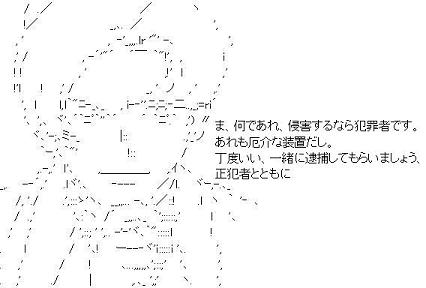 ま、何であれ、侵害するなら犯罪者です。
あれも厄介な装置だし。
丁度いい、一緒に逮捕してもらいましょう、
正犯者とともに